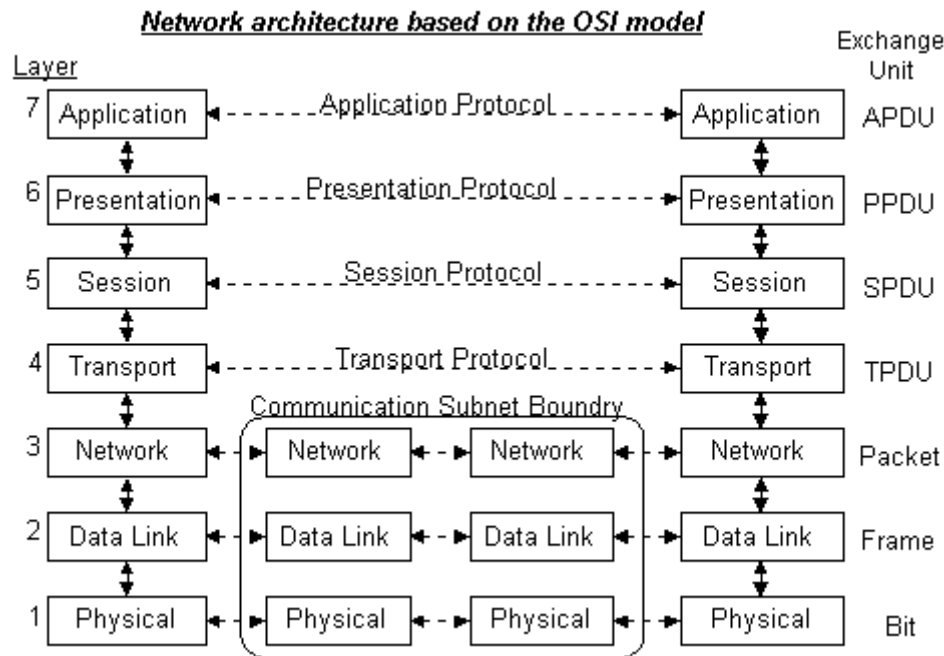 Network architecture based on the OSI model
Exchange
Unit
Layer
7 Application Application Protocol Application APDU
6 Presentation Presentation Protocol Presentation PPDU
5 Session Session Protocol Session SPDU
4 Transport Transport Protocol Transport TPDU
Communication Subnet Boundry
3 Network Network Network Network Packet
2 Data Link Data Link Data Link Data Link Frame
1 Physical Physical Physical Physical Bit